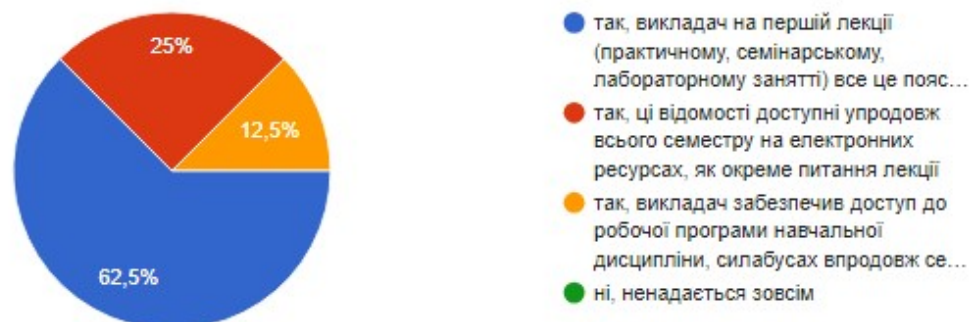 25%
12,5%
62,5%
так, викладач на першій лекції
(практичному, семінарському,
лабораторному занятті) все це пояс…
так, ці відомості доступні упродовж
всього семестру на електронних
ресурсах, як окреме питання лекції
так, викладач забезпечив доступ до
робочої програми навчальної
дисципліни, силабусах впродовж се…
ні, ненадається зовсім